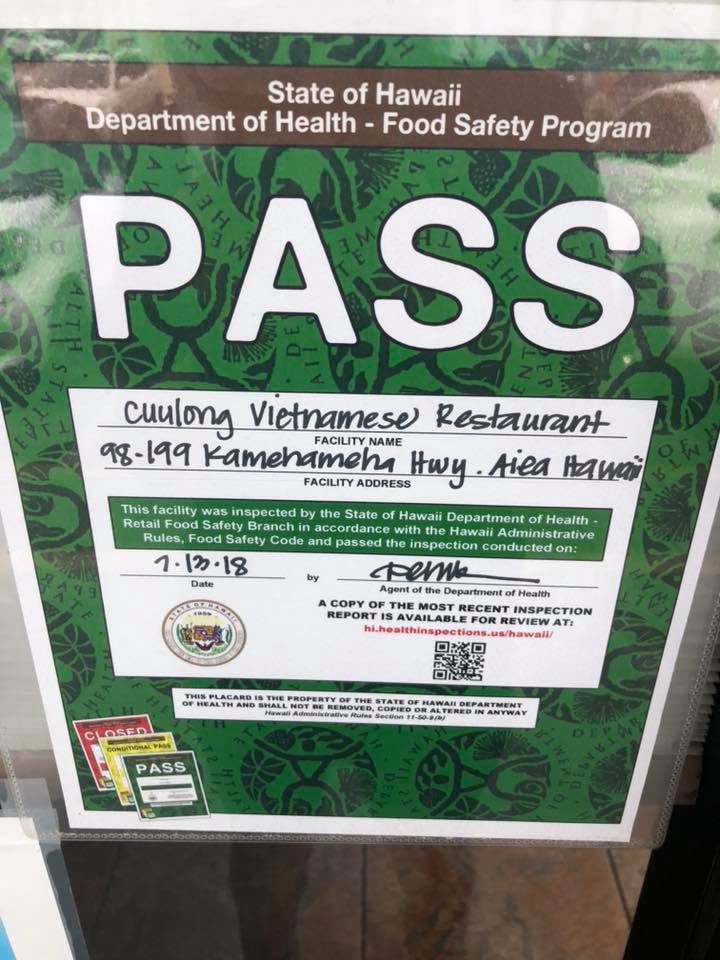 State of Hawaii
Department of Health - Food Safety Program
PASS
Cuulong Vietnamese Restaurant
FACILITY NAME
98-199 Kamehameha Hwy. Aiea Hawaii
FACILITY ADDRESS
This facility was inspected by the State of Hawaii Department of Health -
Retail Food Safety Branch in accordance with the Hawaii Administrative
Rules, Food Safety Code and passed the inspection conducted on:
7.13.18
Date
by
Agent of the Department of Health
A COPY OF THE MOST RECENT INSPECTION
REPORT IS AVAILABLE FOR REVIEW AT:
hi.healthinspections.us/hawaii/
STATE OF HAWAII
1959
THIS PLACARD IS THE PROPERTY OF THE STATE OF HAWAII DEPARTMENT
OF HEALTH AND SHALL NOT BE REMOVED, COPIED OR ALTERED IN ANYWAY
Hawaii Administrative Rules Section 11-50-9(b)
CLOSED
CONDITIONAL PASS
PASS